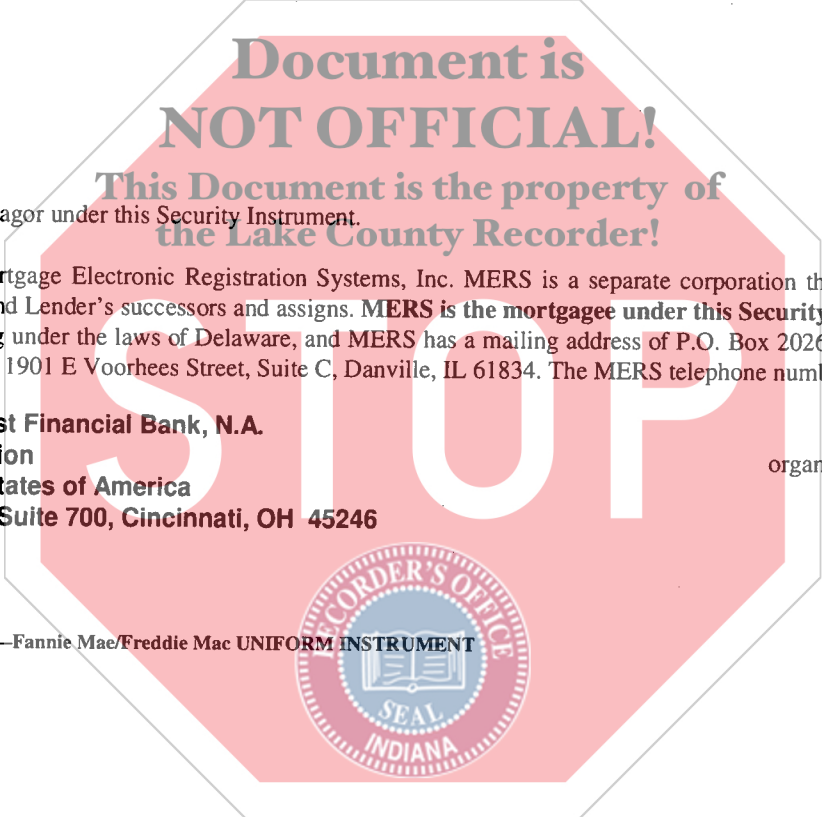 Document is
NOT OFFICIAL!
This Document is the property of
agor under this Security Instrument.
the Lake County Recorder!
rtgage Electronic Registration Systems, Inc. MERS is a separate corporation th
nd Lender's successors and assigns. MERS is the mortgagee under this Security
g under the laws of Delaware, and MERS has a mailing address of P.O. Box 2026
1901 E Voorhees Street, Suite C, Danville, IL 61834. The MERS telephone numb
STOP
st Financial Bank, N.A.
ion
organ
tates of America
Suite 700, Cincinnati, OH 45246
RECORDER'S OFFICE
—Fannie Mae/Freddie Mac UNIFORM INSTRUMENT
SEAL
INDIANA